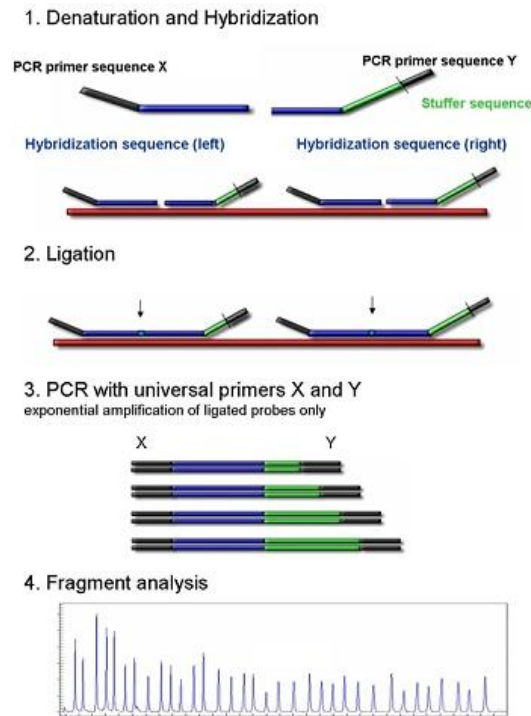 1. Denaturation and Hybridization
PCR primer sequence X
PCR primer sequence Y
Stuffer sequence
Hybridization sequence (left)
Hybridization sequence (right)
2. Ligation
3. PCR with universal primers X and Y
exponential amplification of ligated probes only
X Y
4. Fragment analysis